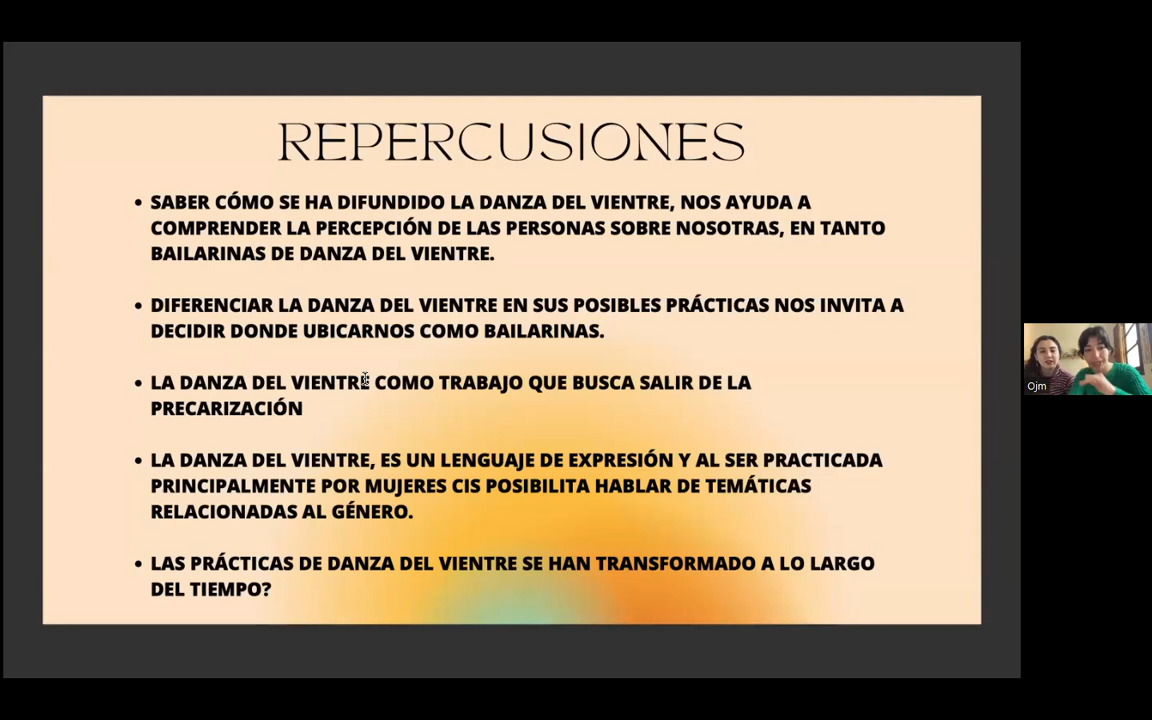 REPERCUSIONES
• SABER CÓMO SE HA DIFUNDIDO LA DANZA DEL VIENTRE, NOS AYUDA A
COMPRENDER LA PERCEPCIÓN DE LAS PERSONAS SOBRE NOSOTRAS, EN TANTO
BAILARINAS DE DANZA DEL VIENTRE.
• DIFERENCIAR LA DANZA DEL VIENTRE EN SUS POSIBLES PRÁCTICAS NOS INVITA A
DECIDIR DONDE UBICARNOS COMO BAILARINAS.
• LA DANZA DEL VIENTRE COMO TRABAJO QUE BUSCA SALIR DE LA
PRECARIZACIÓN
• LA DANZA DEL VIENTRE, ES UN LENGUAJE DE EXPRESIÓN Y AL SER PRACTICADA
PRINCIPALMENTE POR MUJERES CIS POSIBILITA HABLAR DE TEMÁTICAS
RELACIONADAS AL GÉNERO.
• LAS PRÁCTICAS DE DANZA DEL VIENTRE SE HAN TRANSFORMADO A LO LARGO
DEL TIEMPO?
Ojm